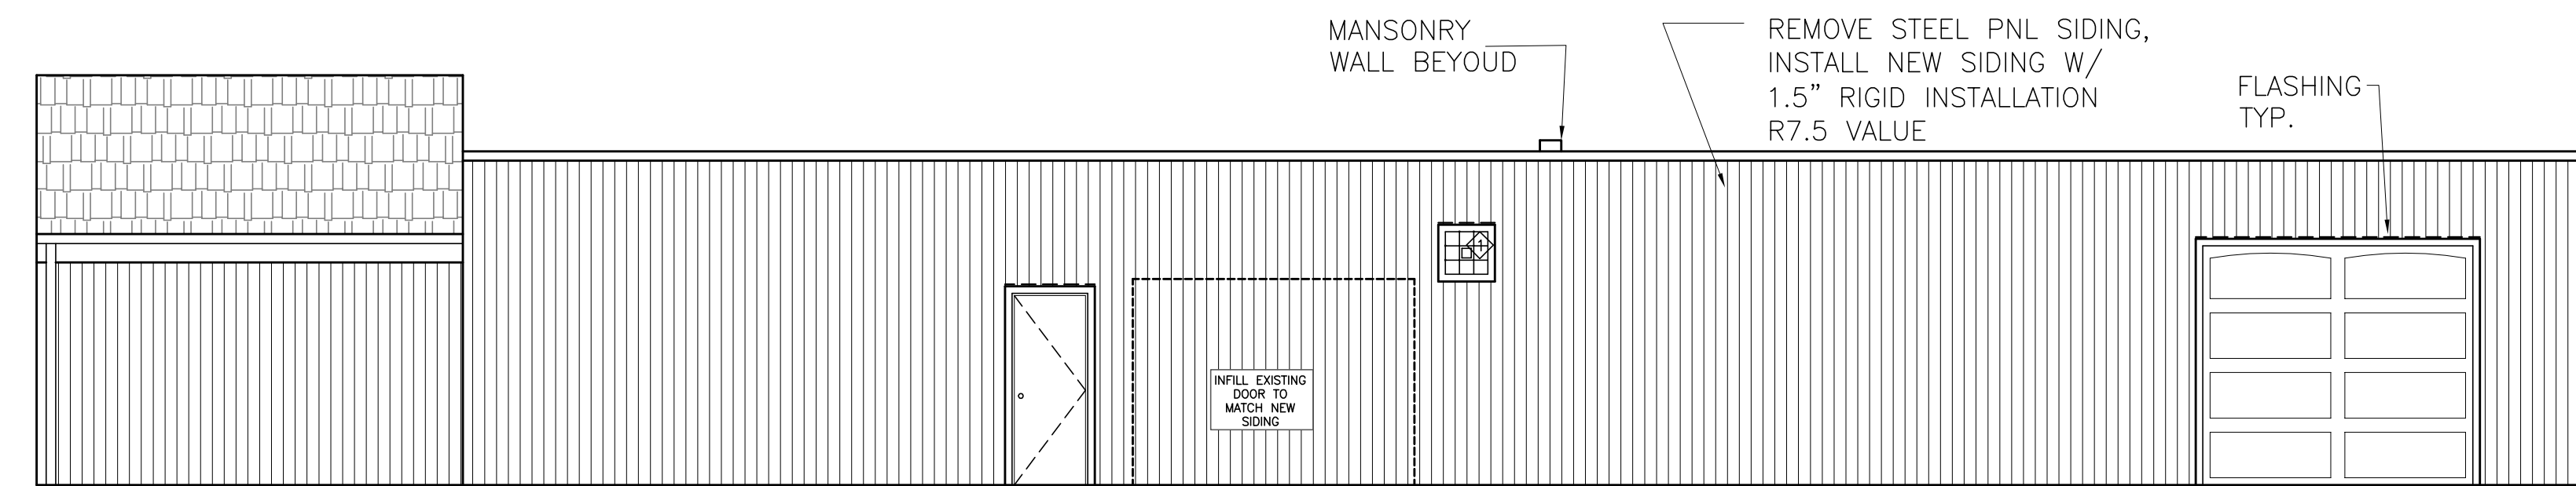 MANSONRY
WALL BEYOUD
REMOVE STEEL PNL SIDING,
INSTALL NEW SIDING W/
1.5” RIGID INSTALLATION
R7.5 VALUE
FLASHING
TYP.
1
INFILL EXISTING
DOOR TO
MATCH NEW
SIDING